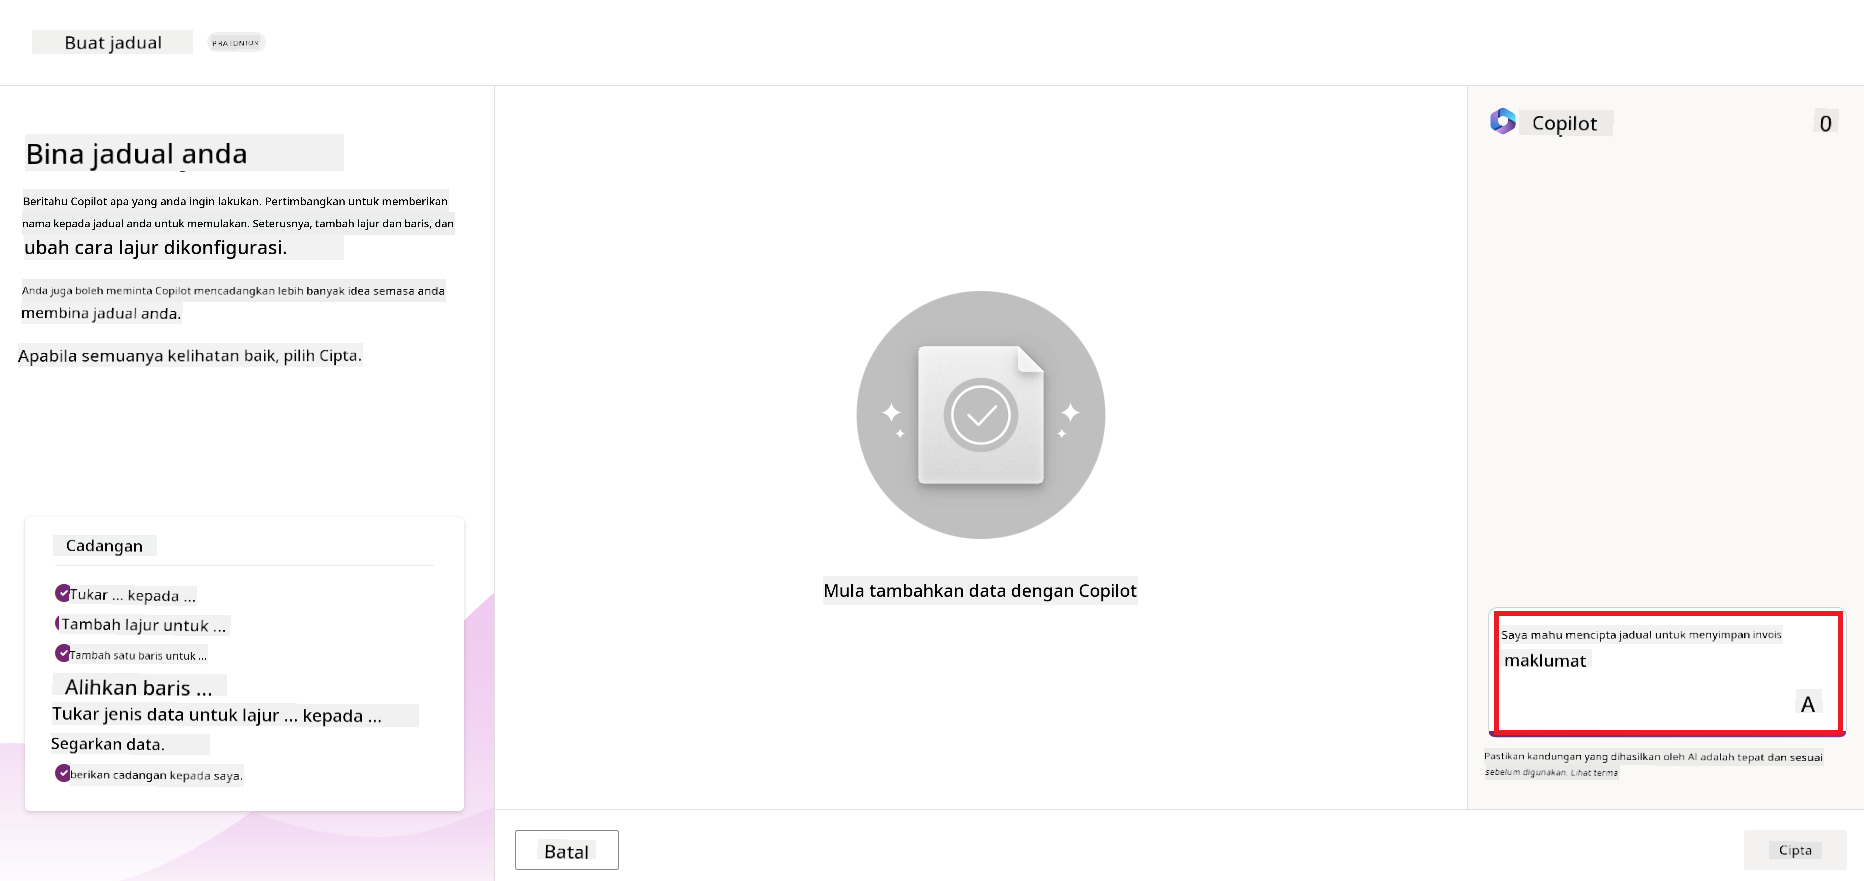 Buat jadual
PRATONTON
Bina jadual anda
Beritahu Copilot apa yang anda ingin lakukan. Pertimbangkan untuk memberikan
nama kepada jadual anda untuk memulakan. Seterusnya, tambah lajur dan baris, dan
ubah cara lajur dikonfigurasi.
Anda juga boleh meminta Copilot mencadangkan lebih banyak idea semasa anda
membina jadual anda.
Apabila semuanya kelihatan baik, pilih Cipta.
Cadangan
Tukar ... kepada ...
Tambah lajur untuk ...
Tambah satu baris untuk ...
Alihkan baris ...
Tukar jenis data untuk lajur ... kepada ...
Segarkan data.
berikan cadangan kepada saya.
Mula tambahkan data dengan Copilot
Batal
Copilot
0
Saya mahu mencipta jadual untuk menyimpan invois
maklumat
A
Pastikan kandungan yang dihasilkan oleh AI adalah tepat dan sesuai
sebelum digunakan. Lihat terma
Cipta